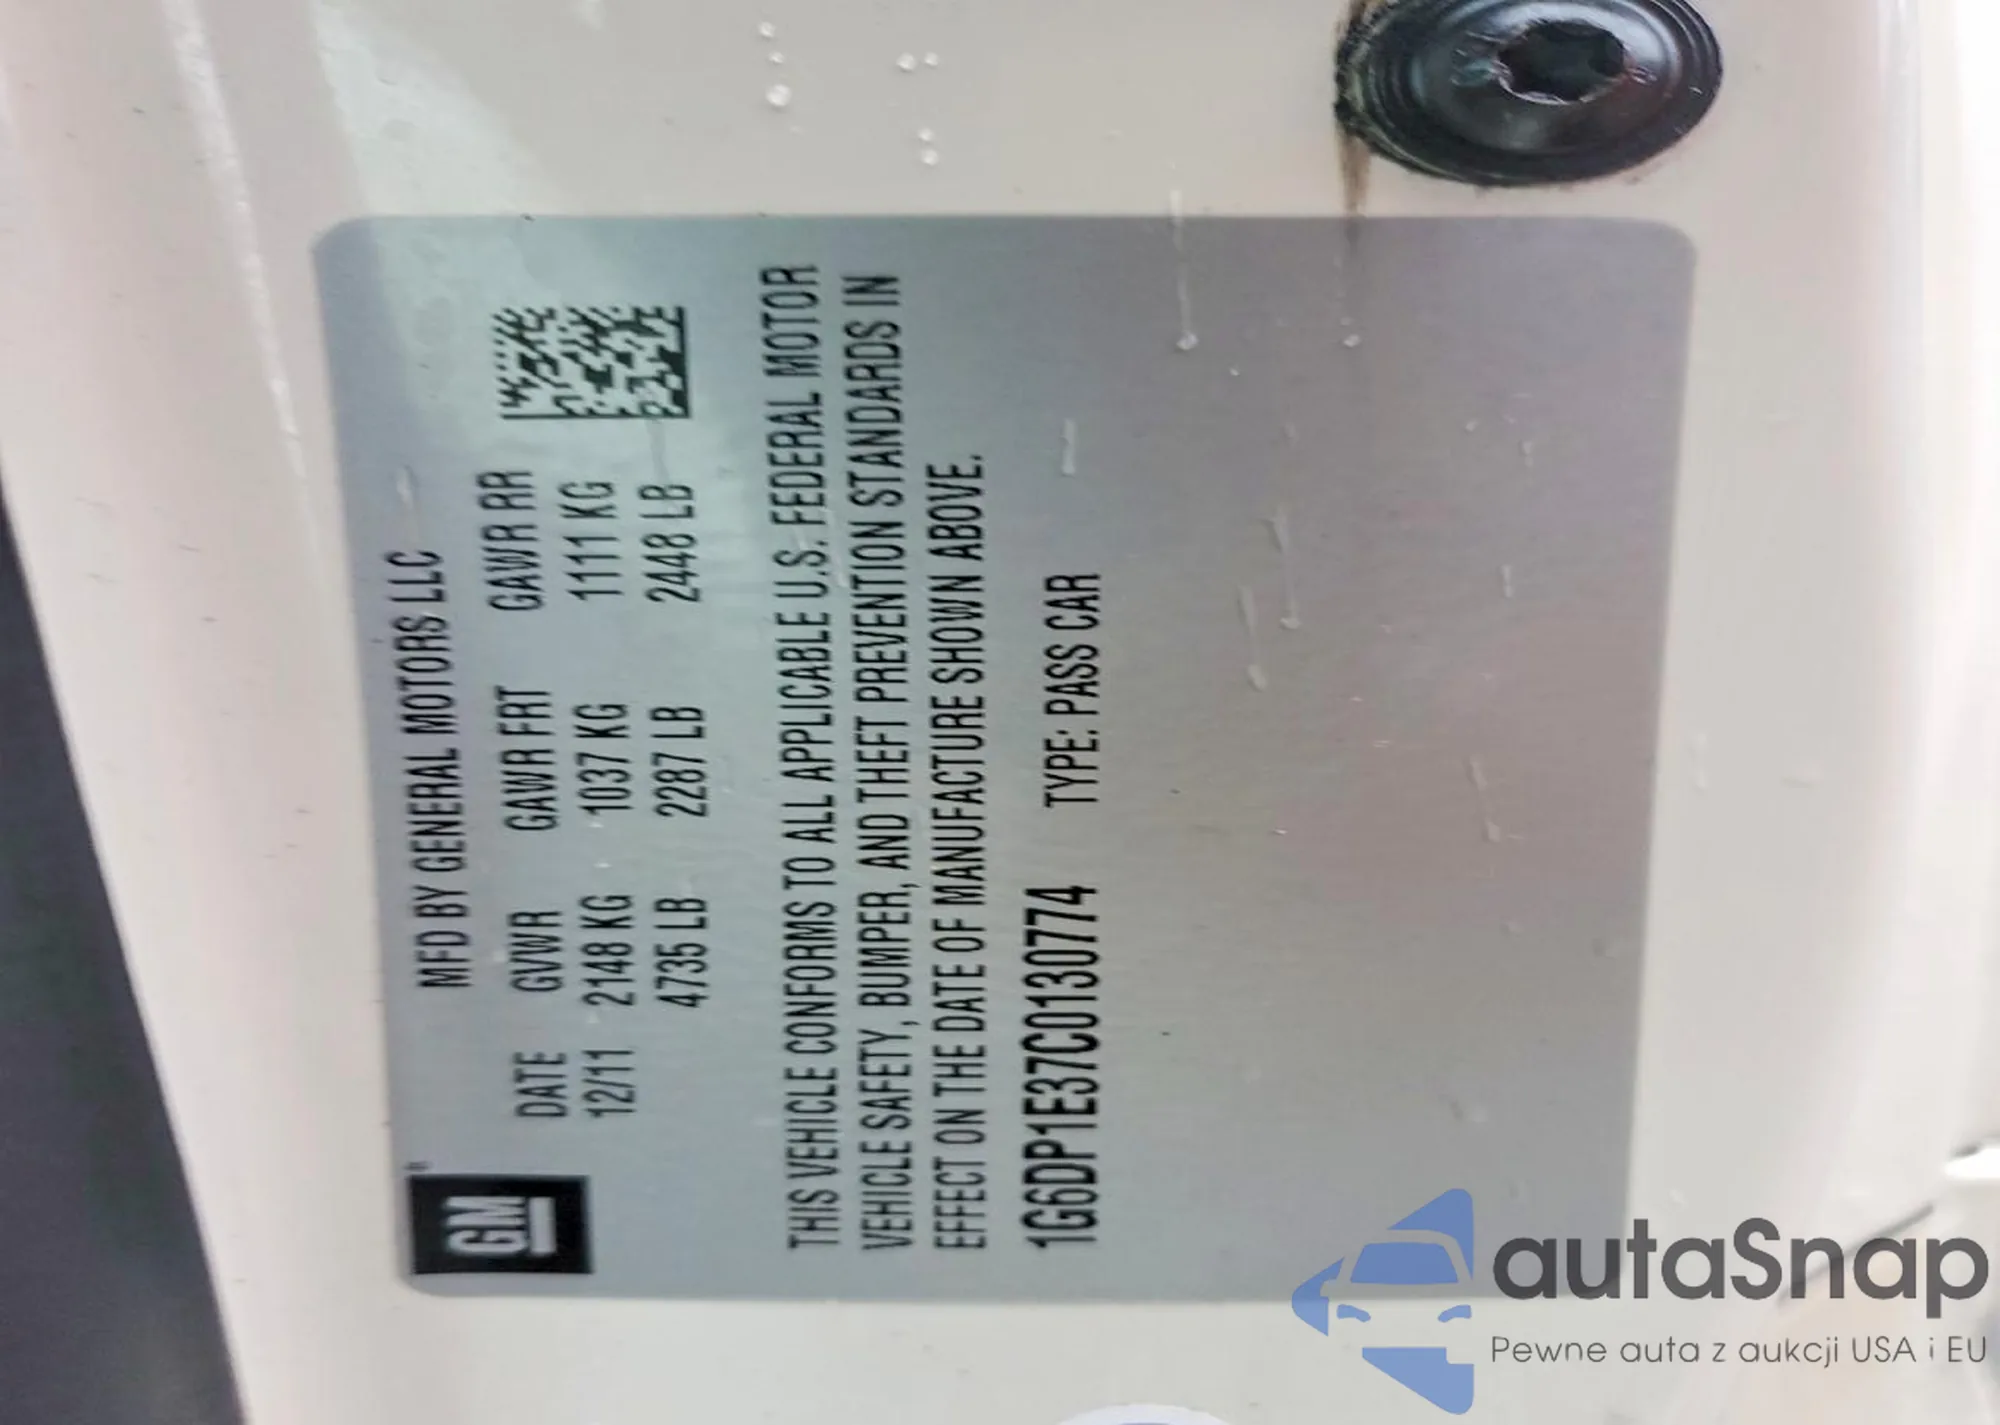 GM®
MFD BY GENERAL MOTORS LLC
DATE GVWR GAWR FRT GAWR RR
12/11 2148 KG 1037 KG 1111 KG
4735 LB 2287 LB 2448 LB
THIS VEHICLE CONFORMS TO ALL APPLICABLE U.S. FEDERAL MOTOR
VEHICLE SAFETY, BUMPER, AND THEFT PREVENTION STANDARDS IN
EFFECT ON THE DATE OF MANUFACTURE SHOWN ABOVE.
1G6DP1E37C0130774 TYPE: PASS CAR
autaSnap
Pewne auta z aukcji USA i EU